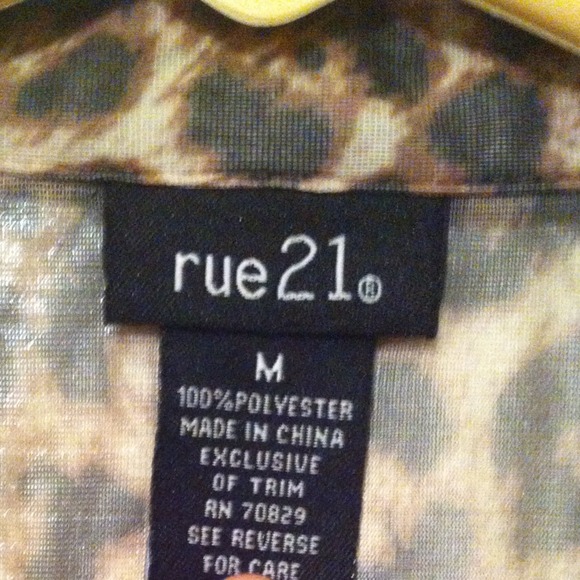 rue21®
M
100%POLYESTER
MADE IN CHINA
EXCLUSIVE
OF TRIM
RN 70829
SEE REVERSE
FOR CARE